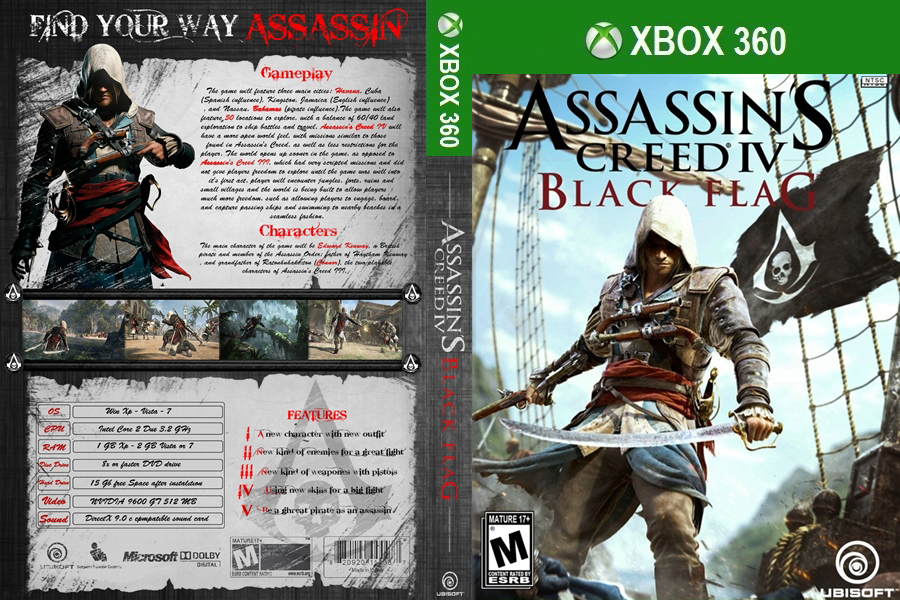 FIND YOUR WAY ASSASSIN
Gameplay
The game will feature three main cities: Havana, Cuba
(Spanish influence), Kingston, Jamaica (English influence)
, and Nassau, Bahamas (pirate influence).The game will also
feature 50 locations to explore, with a balance of 60/40 land
exploration to ship battles and travel. Assassin's Creed IV will
have a more open world feel, with missions similar to those
found in Assassin's Creed, as well as less restrictions for the
player. The world opens up sooner in the game, as opposed to
Assassin's Creed III, which had very scripted missions and did
not give players freedom to explore until the game was well into
it's first act. player will encounter jungles, forts, ruins and
small villages and the world is being built to allow players
much more freedom, such as allowing players to engage, board,
and capture passing ships and swimming to nearby beaches in a
seamless fashion.
Characters
The main character of the game will be Edward Kenway, a British
pirate and member of the Assassin Order; father of Haytham Kenway
, and grandfather of Ratonhnhaké:ton (Connor), the two playable
characters of Assassin's Creed III.
OS Win Xp - Vista - 7
CPU Intel Core 2 Due 3.2 GHz
RAM 1 GB Xp - 2 GB Vista or 7
Disc Drive 8x or faster DVD drive
Hard Drive 15 Gb free Space after instalition
Video NVIDIA 9600 GT 512 MB
Sound DirectX 9.0 c cpmpatable sound card
FEATURES
I A new character with new outfit
II New kind of enemies for a great fight
III New kind of weapones with pistols
IV Using new skias for a big fight
V Be a ghreat pirate as an assassin
UBISOFT
Microsoft
DOLBY
DIGITAL
MATURE 17+
M
ESRB CONTENT RATING
www.esrb.org
XBOX 360
ASSASSIN'S
CREED IV
BLACK FLAG
UBISOFT
XBOX 360
NTSC
ASSASSIN'S
CREED IV
BLACK FLAG
MATURE 17+
M
CONTENT RATED BY
ESRB
UBISOFT